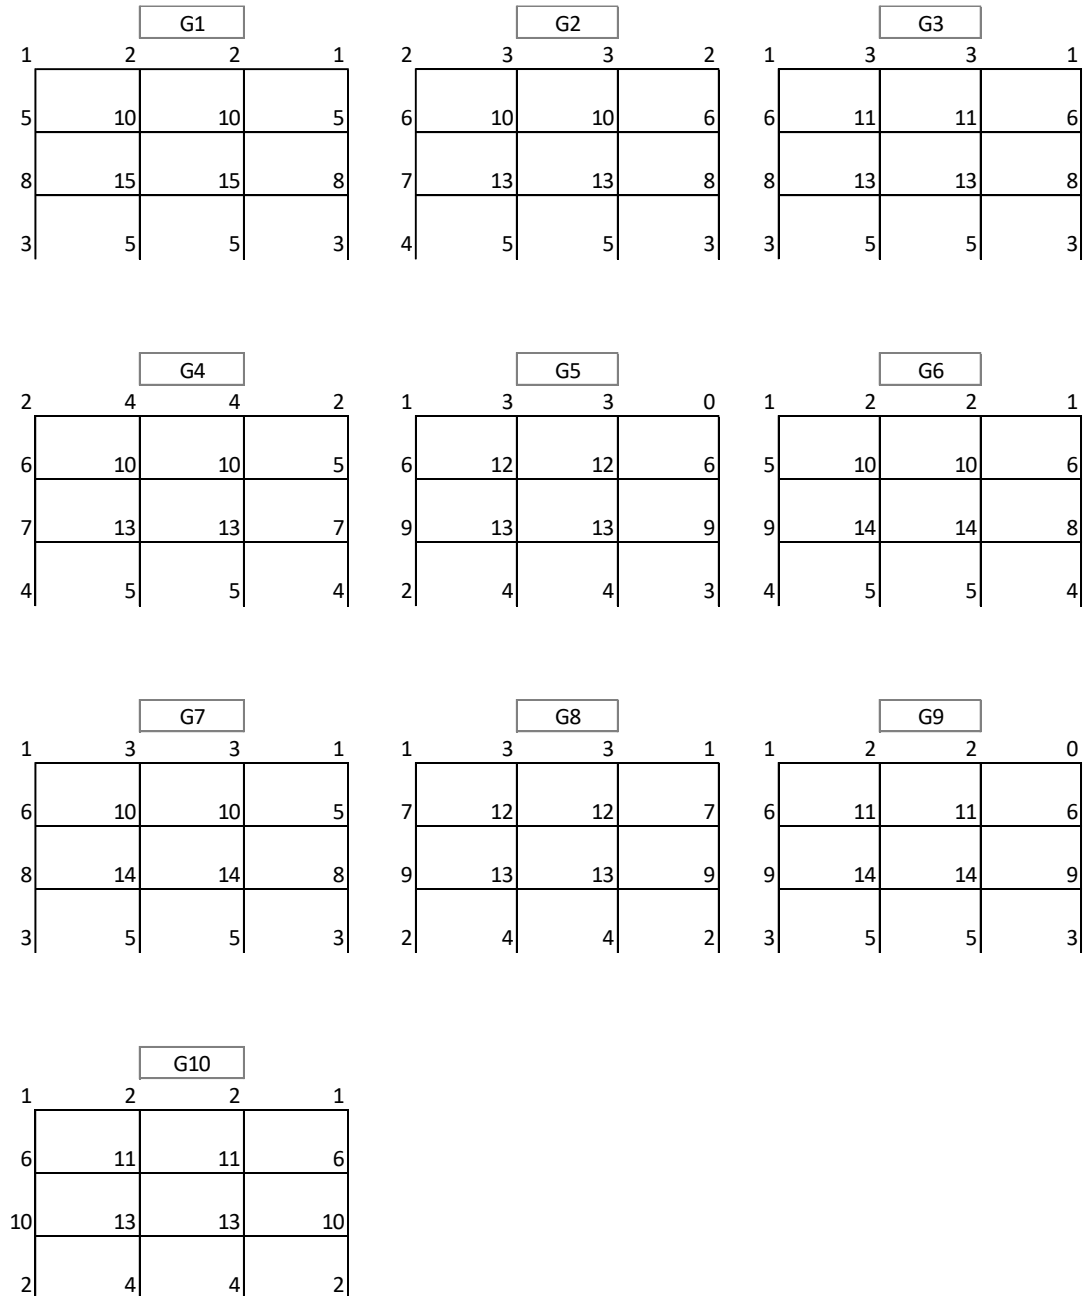 G1 G2 G3
1 2 2 1 2 3 3 2 1 3 3 1
5 10 10 5 6 10 10 6 6 11 11 6
8 15 15 8 7 13 13 8 8 13 13 8
3 5 5 3 4 5 5 3 3 5 5 3
G4 G5 G6
2 4 4 2 1 3 3 0 1 2 2 1
6 10 10 5 6 12 12 6 5 10 10 6
7 13 13 7 9 13 13 9 9 14 14 8
4 5 5 4 2 4 4 3 4 5 5 4
G7 G8 G9
1 3 3 1 1 3 3 1 1 2 2 0
6 10 10 5 7 12 12 7 6 11 11 6
8 14 14 8 9 13 13 9 9 14 14 9
3 5 5 3 2 4 4 2 3 5 5 3
G10
1 2 2 1
6 11 11 6
10 13 13 10
2 4 4 2